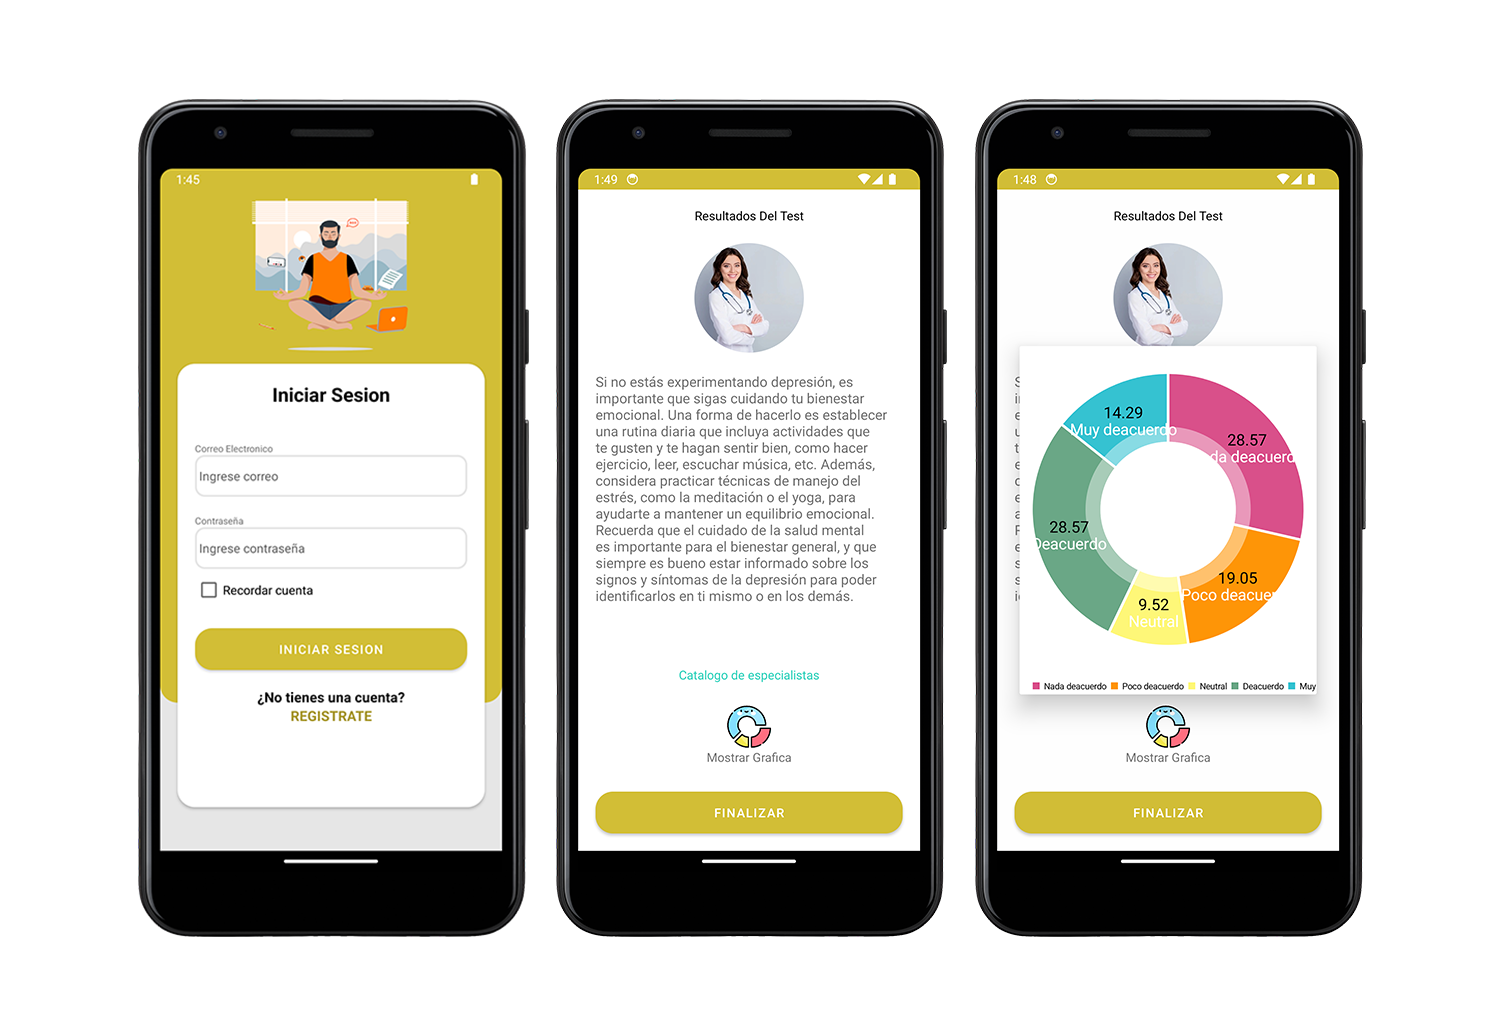 1:45
Iniciar Sesion
Correo Electronico
Ingrese correo
Contraseña
Ingrese contraseña
Recordar cuenta
INICIAR SESION
¿No tienes una cuenta?
REGISTRATE
1:49
Resultados Del Test
Si no estás experimentando depresión, es
importante que sigas cuidando tu bienestar
emocional. Una forma de hacerlo es establecer
una rutina diaria que incluya actividades que
te gusten y te hagan sentir bien, como hacer
ejercicio, leer, escuchar música, etc. Además,
considera practicar técnicas de manejo del
estrés, como la meditación o el yoga, para
ayudarte a mantener un equilibrio emocional.
Recuerda que el cuidado de la salud mental
es importante para el bienestar general, y que
siempre es bueno estar informado sobre los
signos y síntomas de la depresión para poder
identificarlos en ti mismo o en los demás.
Catalogo de especialistas
Mostrar Grafica
FINALIZAR
1:48
Resultados Del Test
14.29
Muy deacuerdo
28.57
da deacuerd
28.57
Deacuerdo
19.05
Poco deacuer
9.52
Neutral
Nada deacuerdo Poco deacuerdo Neutral Deacuerdo Muy
Mostrar Grafica
FINALIZAR